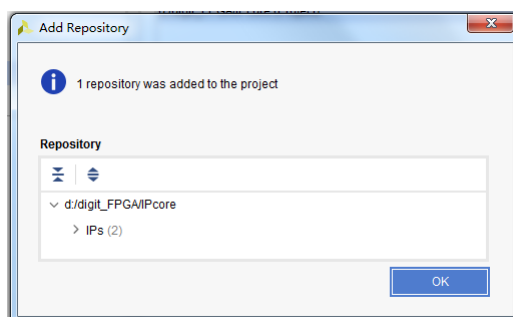 Add Repository
1 repository was added to the project
Repository
d:/digit_FPGA/IPcore
IPs (2)
OK